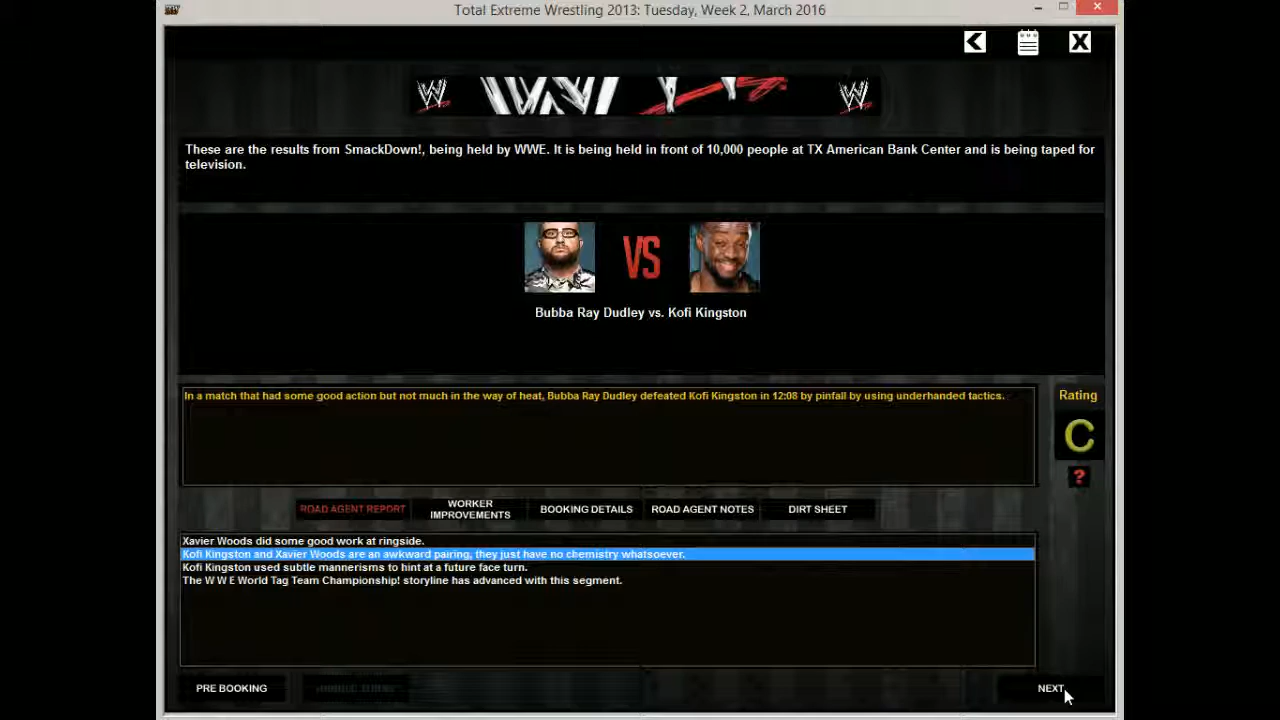 Total Extreme Wrestling 2013: Tuesday, Week 2, March 2016
These are the results from SmackDown!, being held by WWE. It is being held in front of 10,000 people at TX American Bank Center and is being taped for
television.
VS
Bubba Ray Dudley vs. Kofi Kingston
In a match that had some good action but not much in the way of heat, Bubba Ray Dudley defeated Kofi Kingston in 12:08 by pinfall by using underhanded tactics.
Rating
C
?
ROAD AGENT REPORT
WORKER
IMPROVEMENTS
BOOKING DETAILS
ROAD AGENT NOTES
DIRT SHEET
Xavier Woods did some good work at ringside.
Kofi Kingston and Xavier Woods are an awkward pairing, they just have no chemistry whatsoever.
Kofi Kingston used subtle mannerisms to hint at a future face turn.
The W W E World Tag Team Championship! storyline has advanced with this segment.
PRE BOOKING
NEXT